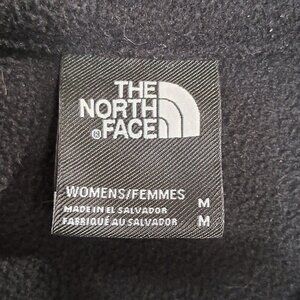 THE
NORTH
FACE
WOMENS/FEMMES M
MADE IN EL SALVADOR
FABRIQUÉ AU SALVADOR M